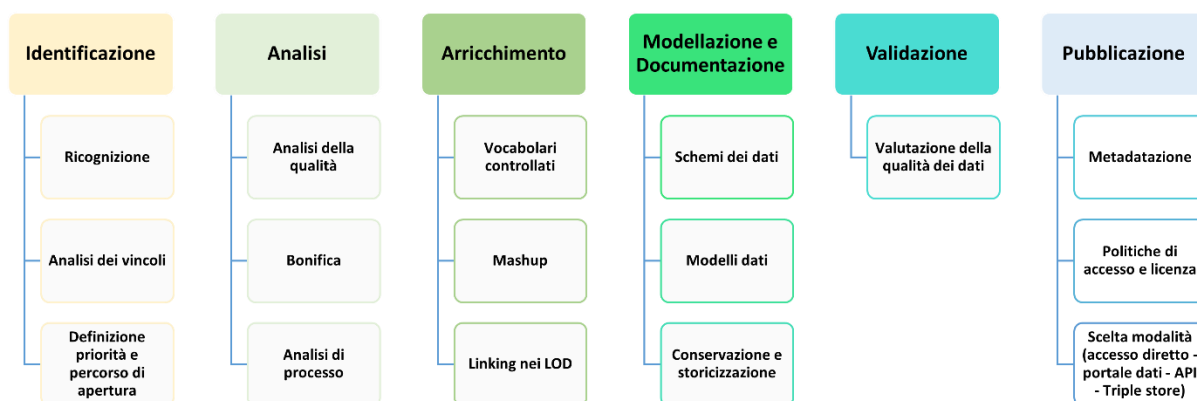 Identificazione
Ricognizione
Analisi dei vincoli
Definizione
priorità e
percorso di
apertura
Analisi
Analisi della
qualità
Bonifica
Analisi di
processo
Arricchimento
Vocabolari
controllati
Mashup
Linking nei LOD
Modellazione e
Documentazione
Schemi dei dati
Modelli dati
Conservazione e
storicizzazione
Validazione
Valutazione della
qualità dei dati
Pubblicazione
Metadatazione
Politiche di
accesso e licenza
Scelta modalità
(accesso diretto -
portale dati - API
- Triple store)